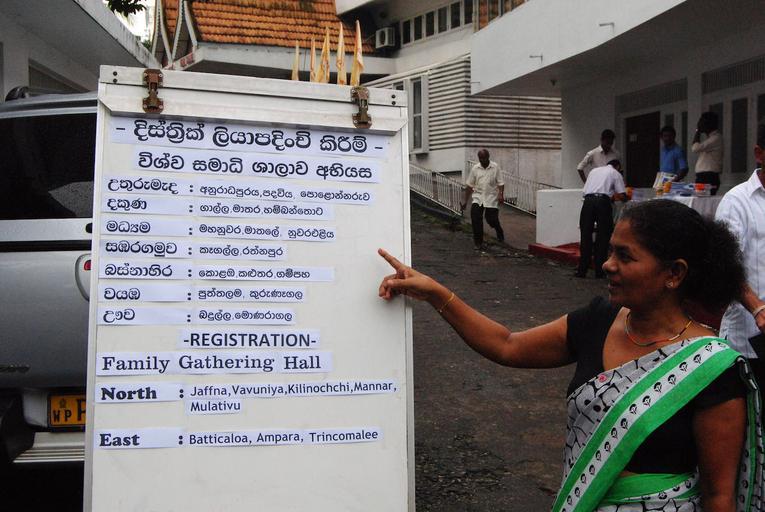 - දිස්ත්‍රික් ලියාපදිංචි කිරීම් -
විශ්ව සමාධි ශාලාව අභියස
උතුරුමැද : අනුරාධපුරය,පදවිය, පොළොන්නරුව
දකුණ : ගාල්ල,මාතර,හම්බන්තොට
මධ්‍යම : මහනුවර,මාතලේ, නුවරඑළිය
සබරගමුව : කෑගල්ල,රත්නපුර
බස්නාහිර : කොළඹ,කළුතර,ගම්පහ
වයඹ : පුත්තලම, කුරුණෑගල
ඌව : බදුල්ල,මොණරාගල
-REGISTRATION-
Family Gathering Hall
North : Jaffna,Vavuniya,Kilinochchi,Mannar,
Mulativu
East : Batticaloa, Ampara, Trincomalee
WP